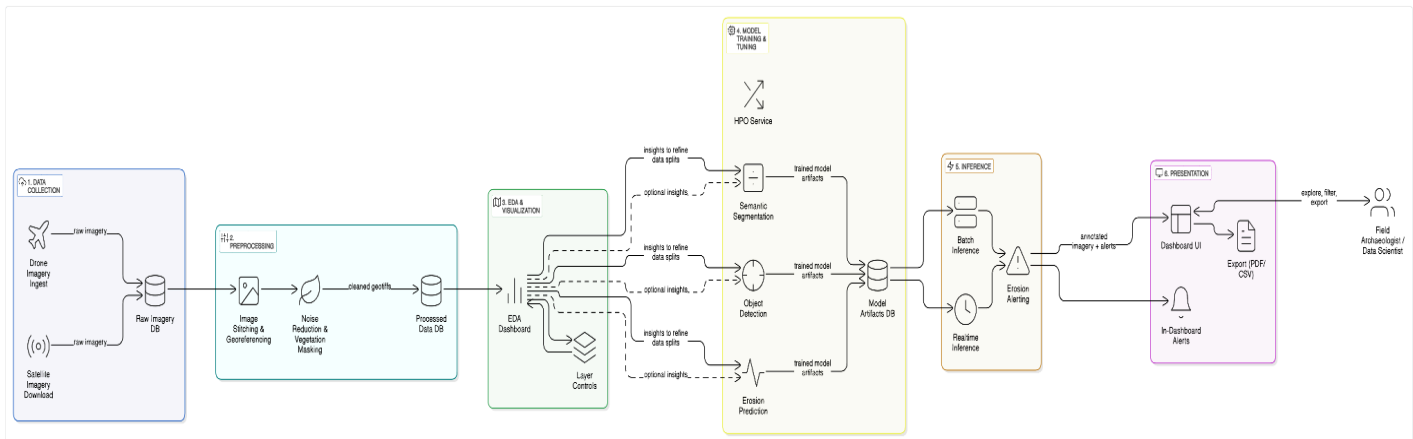 1. DATA
COLLECTION
Drone
Imagery
Ingest
raw imagery
Satellite
Imagery
Download
raw imagery
Raw Imagery
DB
2.
PREPROCESSING
Image
Stitching &
Georeferencing
Noise
Reduction &
Vegetation
Masking
cleaned geotiffs
Processed
Data DB
3. EDA &
VISUALIZATION
EDA
Dashboard
Layer
Controls
insights to refine
data splits
optional insights
insights to refine
data splits
optional insights
insights to refine
data splits
optional insights
4. MODEL
TRAINING &
TUNING
HPO Service
Semantic
Segmentation
Object
Detection
Erosion
Prediction
trained model
artifacts
trained model
artifacts
trained model
artifacts
Model
Artifacts DB
5. INFERENCE
Batch
Inference
Realtime
Inference
Erosion
Alerting
annotated
imagery + alerts
6. PRESENTATION
Dashboard UI
Export (PDF/
CSV)
In-Dashboard
Alerts
explore, filter,
export
Field
Archaeologist /
Data Scientist